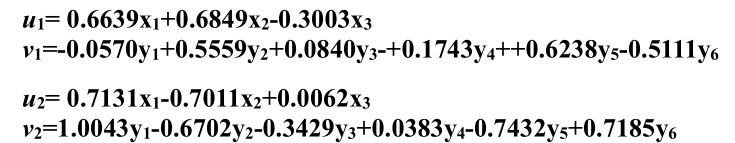 u₁= 0.6639x₁+0.6849x₂-0.3003x₃
v₁=-0.0570y₁+0.5559y₂+0.0840y₃-+0.1743y₄++0.6238y₅-0.5111y₆
u₂= 0.7131x₁-0.7011x₂+0.0062x₃
v₂=1.0043y₁-0.6702y₂-0.3429y₃+0.0383y₄-0.7432y₅+0.7185y₆